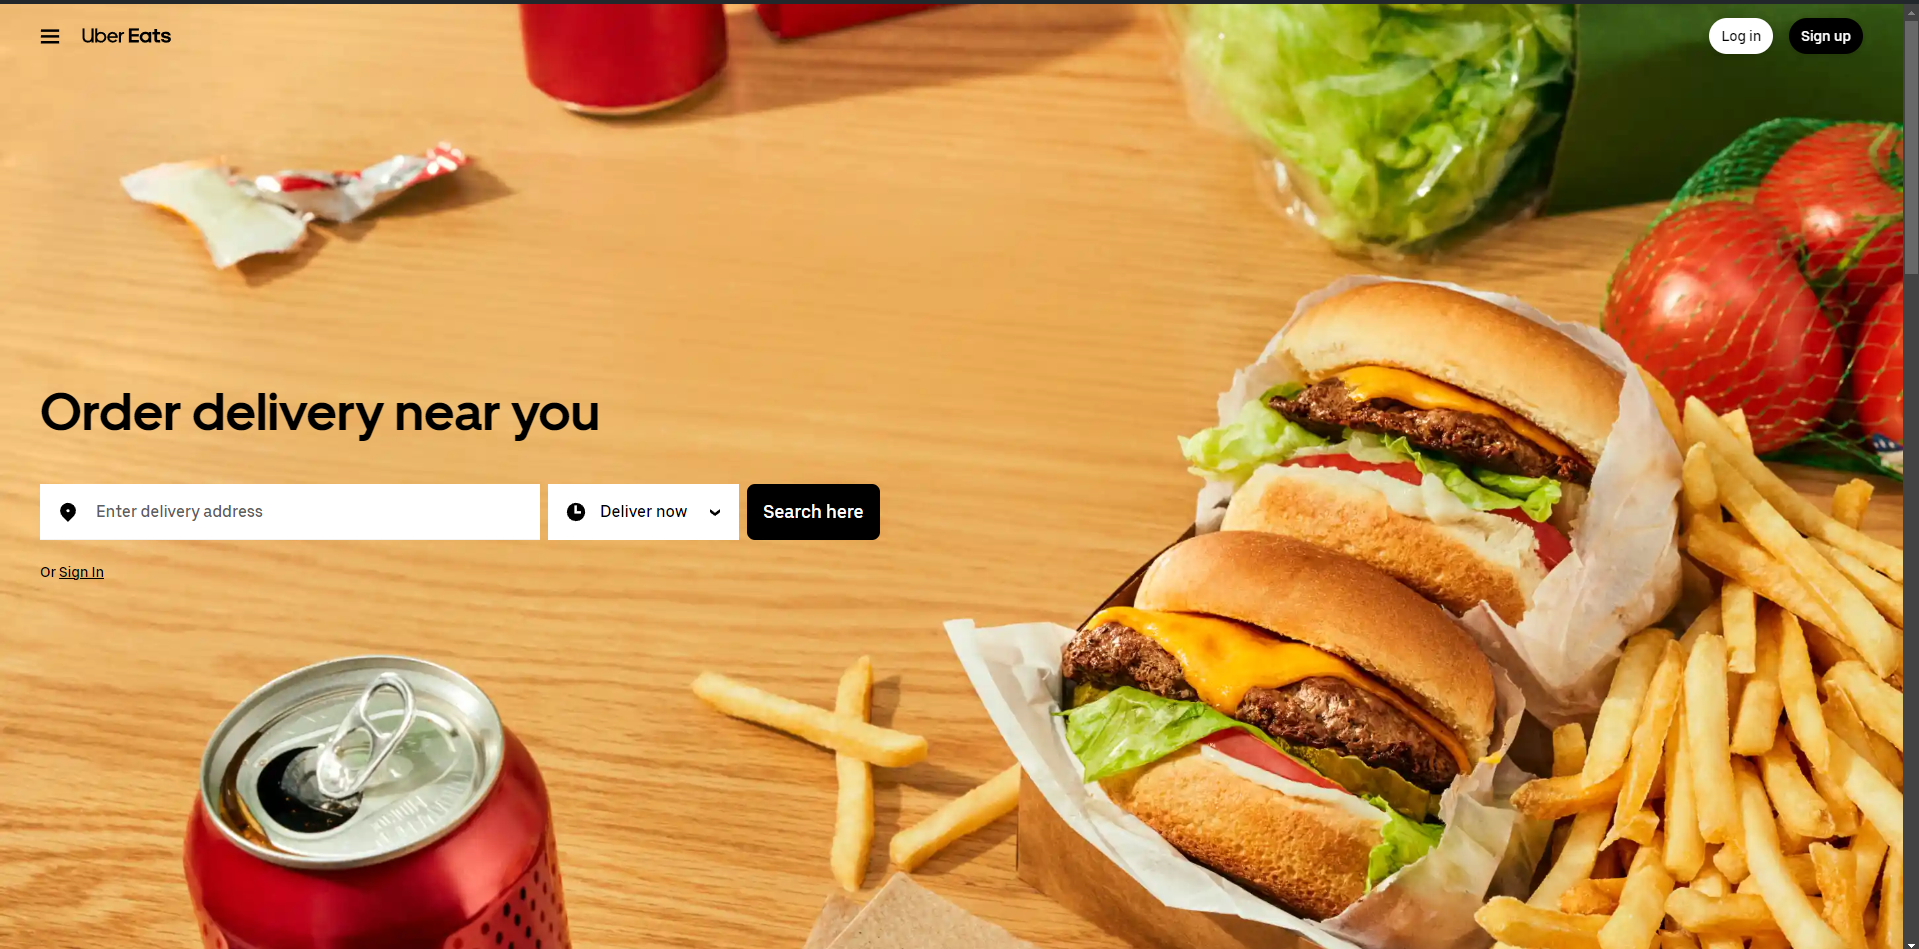 Uber Eats
Log in
Sign up
Order delivery near you
Enter delivery address
Deliver now
Search here
Or Sign In